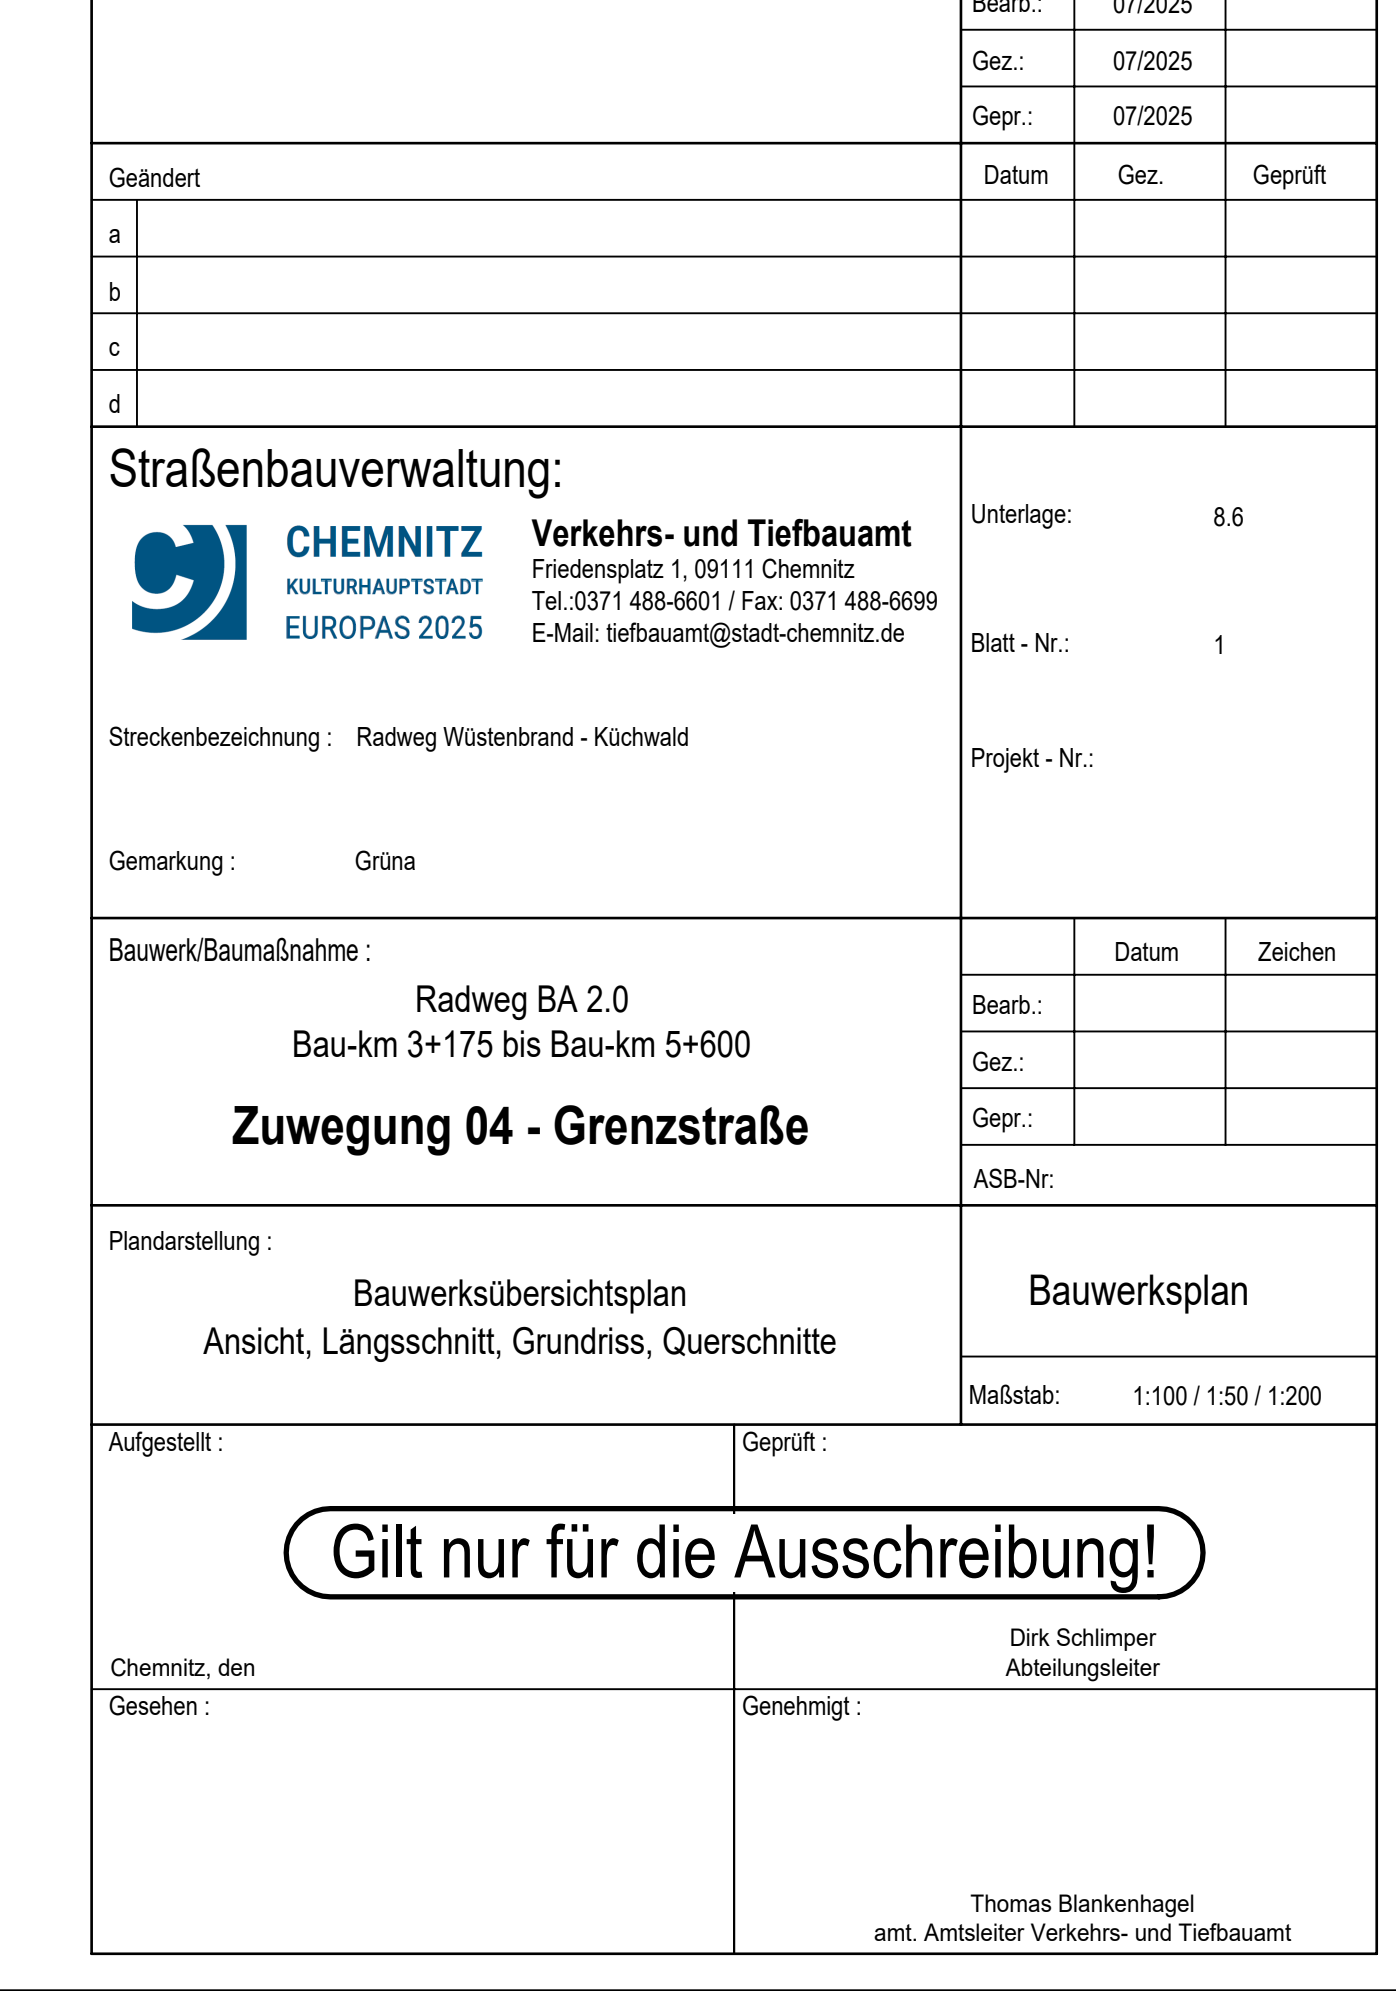 Bearb.: 07/2025
Gez.: 07/2025
Gepr.: 07/2025
Geändert Datum Gez. Geprüft
a
b
c
d
Straßenbauverwaltung:
CHEMNITZ
KULTURHAUPTSTADT
EUROPAS 2025
Verkehrs- und Tiefbauamt
Friedensplatz 1, 09111 Chemnitz
Tel.:0371 488-6601 / Fax: 0371 488-6699
E-Mail: tiefbauamt@stadt-chemnitz.de
Unterlage: 8.6
Blatt - Nr.: 1
Streckenbezeichnung : Radweg Wüstenbrand - Küchwald
Projekt - Nr.:
Gemarkung : Grüna
Bauwerk/Baumaßnahme :
Radweg BA 2.0
Bau-km 3+175 bis Bau-km 5+600
Zuwegung 04 - Grenzstraße
Datum Zeichen
Bearb.:
Gez.:
Gepr.:
ASB-Nr:
Plandarstellung :
Bauwerksübersichtsplan
Ansicht, Längsschnitt, Grundriss, Querschnitte
Bauwerksplan
Maßstab: 1:100 / 1:50 / 1:200
Aufgestellt :
Geprüft :
Gilt nur für die Ausschreibung!
Chemnitz, den
Dirk Schlimper
Abteilungsleiter
Gesehen :
Genehmigt :
Thomas Blankenhagel
amt. Amtsleiter Verkehrs- und Tiefbauamt